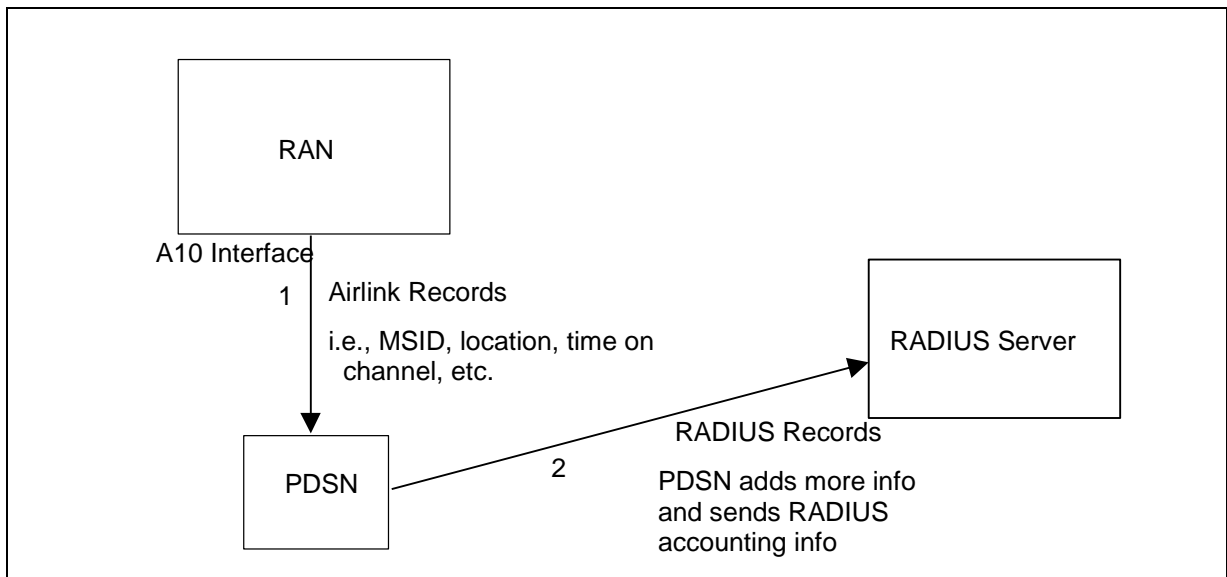 RAN
A10 Interface
1
Airlink Records
i.e., MSID, location, time on
channel, etc.
RADIUS Server
PDSN
2
RADIUS Records
PDSN adds more info
and sends RADIUS
accounting info